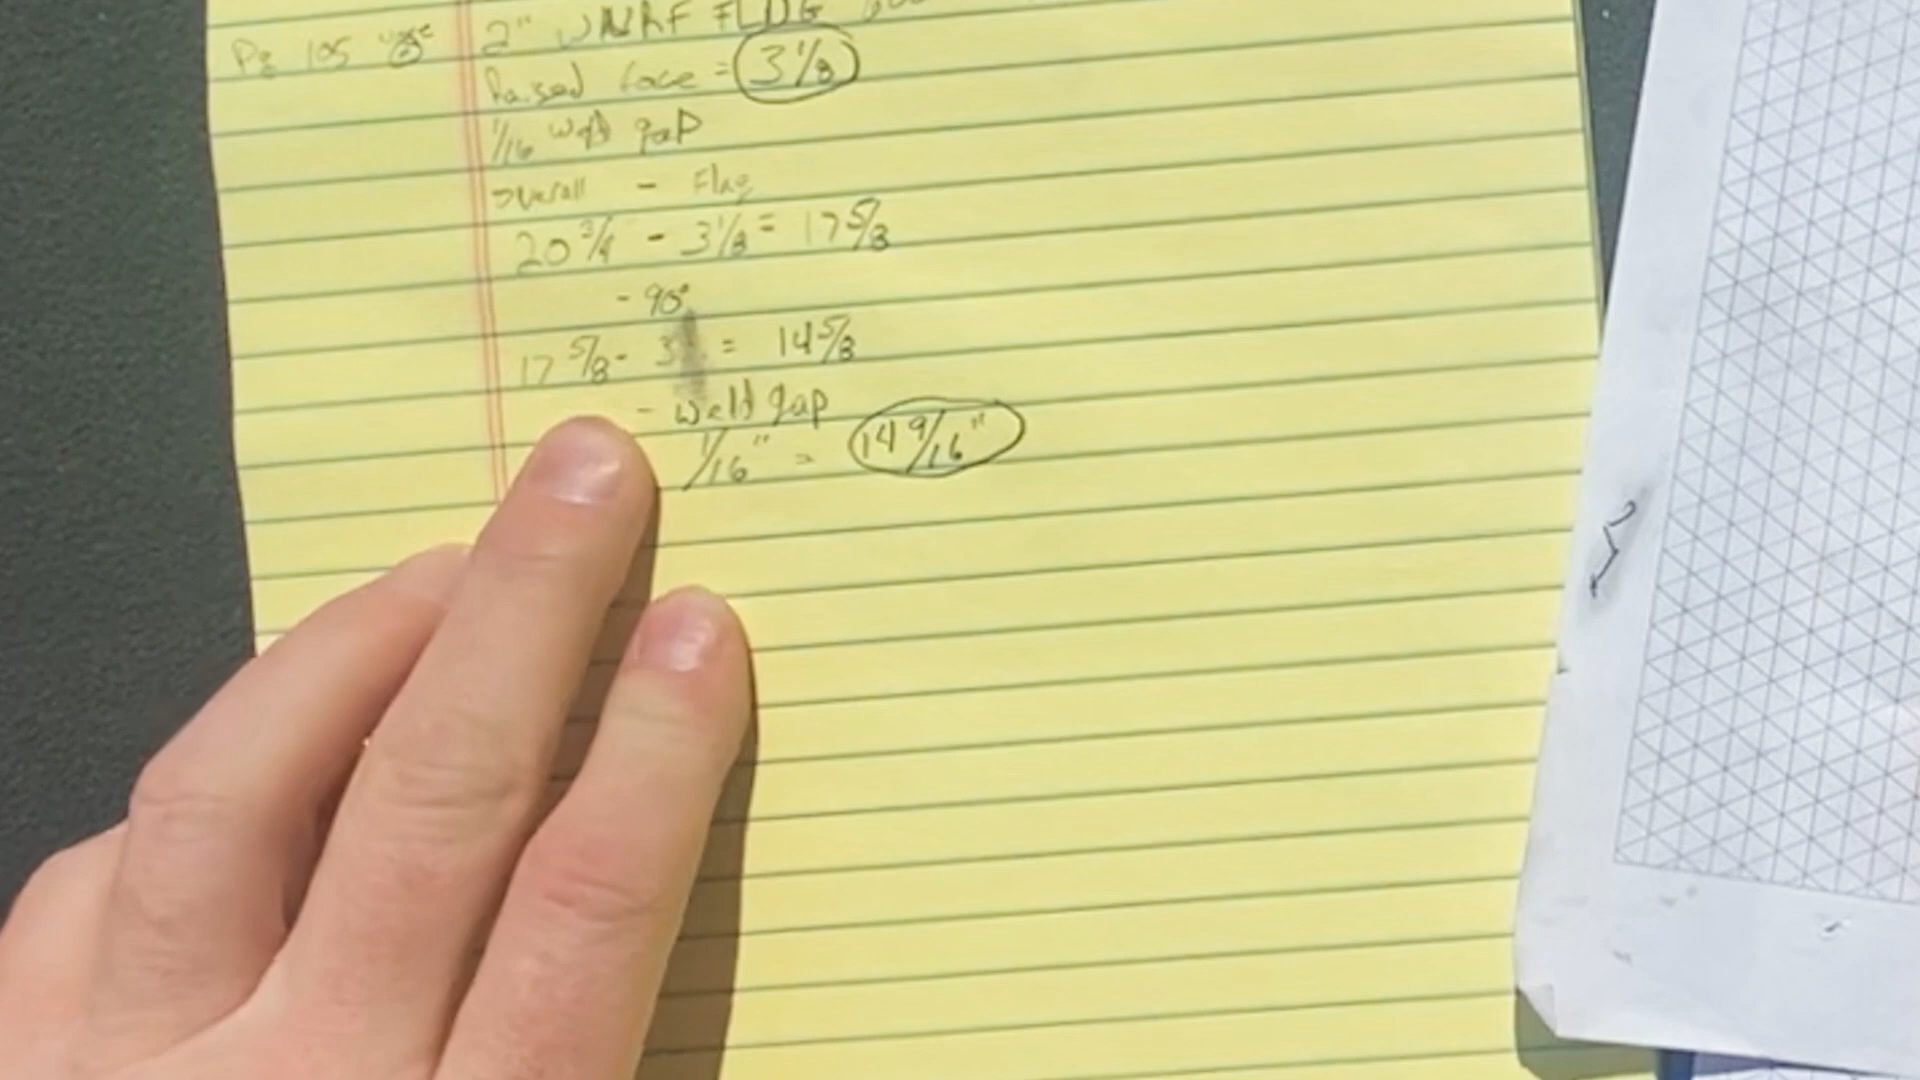 Pg 105
2" WNRF FLDG
Raised face = 3 1/8
1/16 weld gap
overall - Flag
20 3/4 - 3 1/8 = 17 5/8
- 90°
17 5/8 - 3 = 14 5/8
- weld gap
1/16" = 14 9/16"